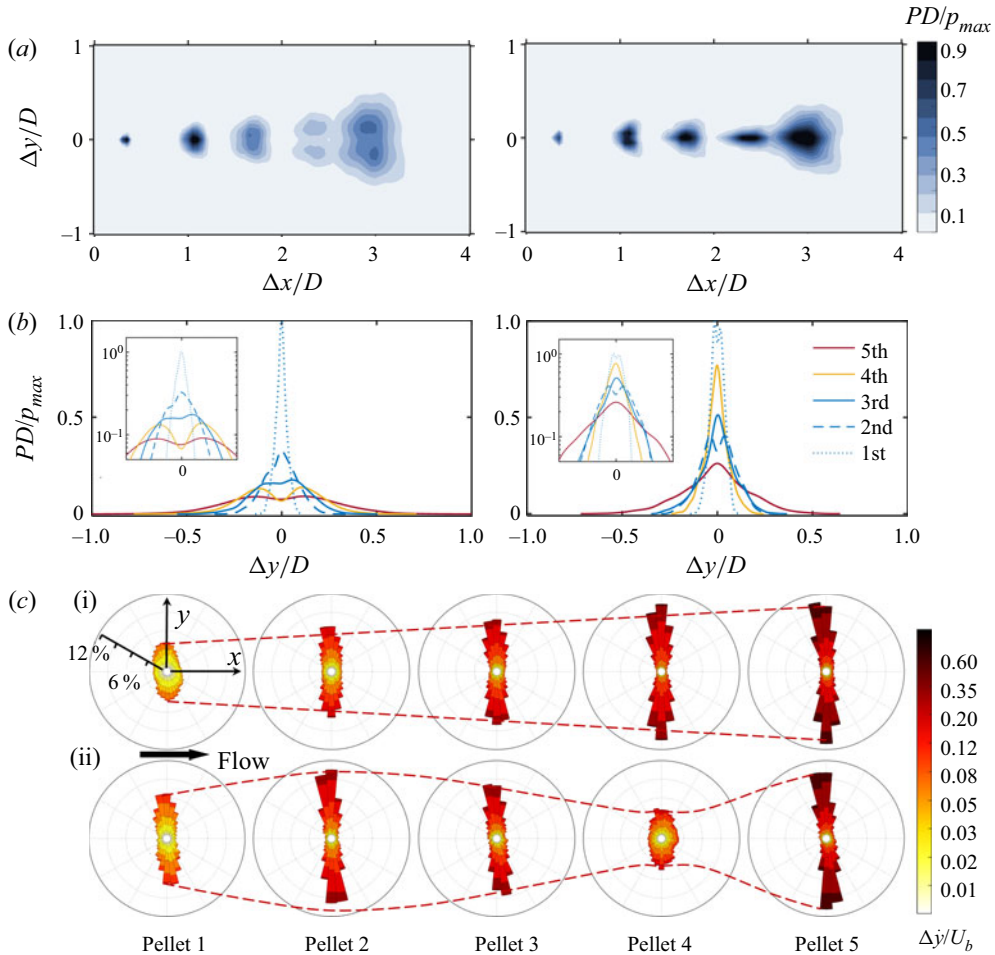 PD/p_max
(a)
1
0
–1
Δy/D
0 1 2 3 4
Δx/D
0 1 2 3 4
Δx/D
0.9
0.7
0.5
0.3
0.1
(b)
1.0
0.5
0
PD/p_max
10^0
10^–1
0
–1.0 –0.5 0 0.5 1.0
Δy/D
1.0
0.5
0
10^0
10^–1
0
–1.0 –0.5 0 0.5 1.0
Δy/D
5th
4th
3rd
2nd
1st
(c)
(i)
y
x
12 %
6 %
(ii)
Flow
Pellet 1 Pellet 2 Pellet 3 Pellet 4 Pellet 5
0.60
0.35
0.20
0.12
0.08
0.05
0.03
0.02
0.01
Δẏ/U_b